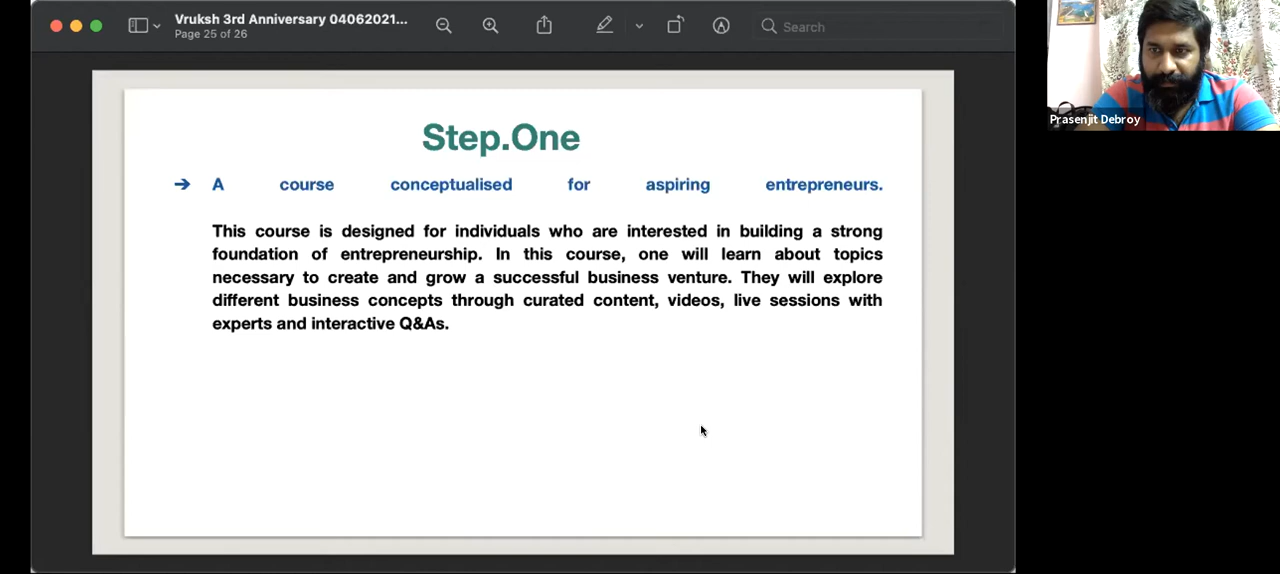 Vruksh 3rd Anniversary 04062021...
Page 25 of 26
Search
Prasenjit Debroy
Step.One
➔ A course conceptualised for aspiring entrepreneurs.
This course is designed for individuals who are interested in building a strong
foundation of entrepreneurship. In this course, one will learn about topics
necessary to create and grow a successful business venture. They will explore
different business concepts through curated content, videos, live sessions with
experts and interactive Q&As.